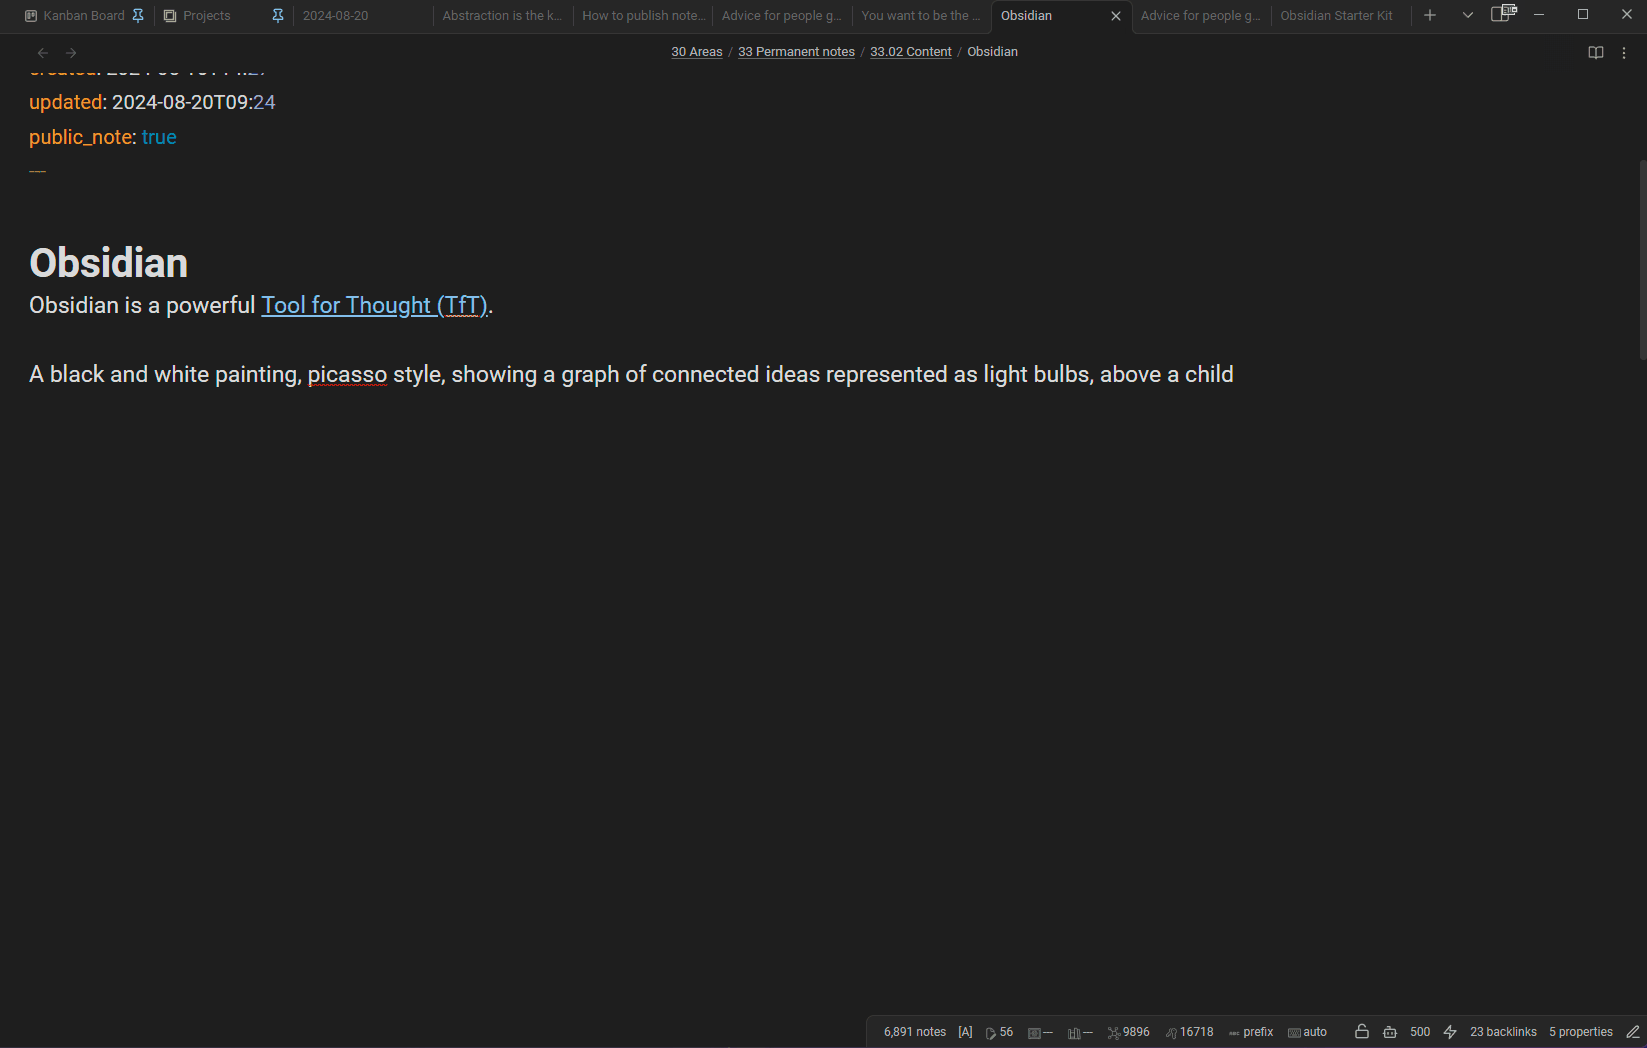 Kanban Board
Projects
2024-08-20
Abstraction is the k...
How to publish note...
Advice for people g...
You want to be the ...
Obsidian
Advice for people g...
Obsidian Starter Kit
30 Areas / 33 Permanent notes / 33.02 Content / Obsidian
updated: 2024-08-20T09:24
public_note: true
---
Obsidian
Obsidian is a powerful Tool for Thought (TfT).
A black and white painting, picasso style, showing a graph of connected ideas represented as light bulbs, above a child
6,891 notes [A] 56 — — 9896 16718 prefix auto 500 23 backlinks 5 properties